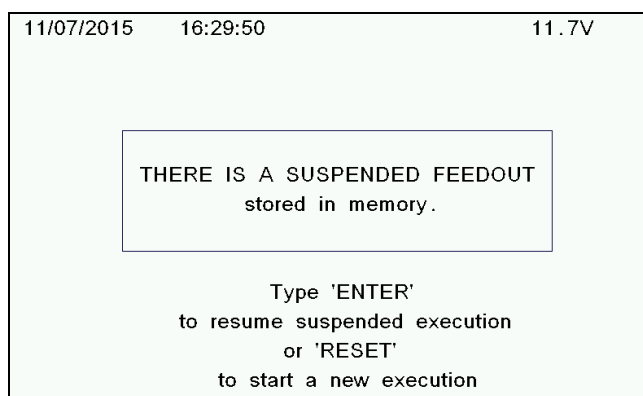 11/07/2015 16:29:50 11.7V
THERE IS A SUSPENDED FEEDOUT
stored in memory.
Type 'ENTER'
to resume suspended execution
or 'RESET'
to start a new execution